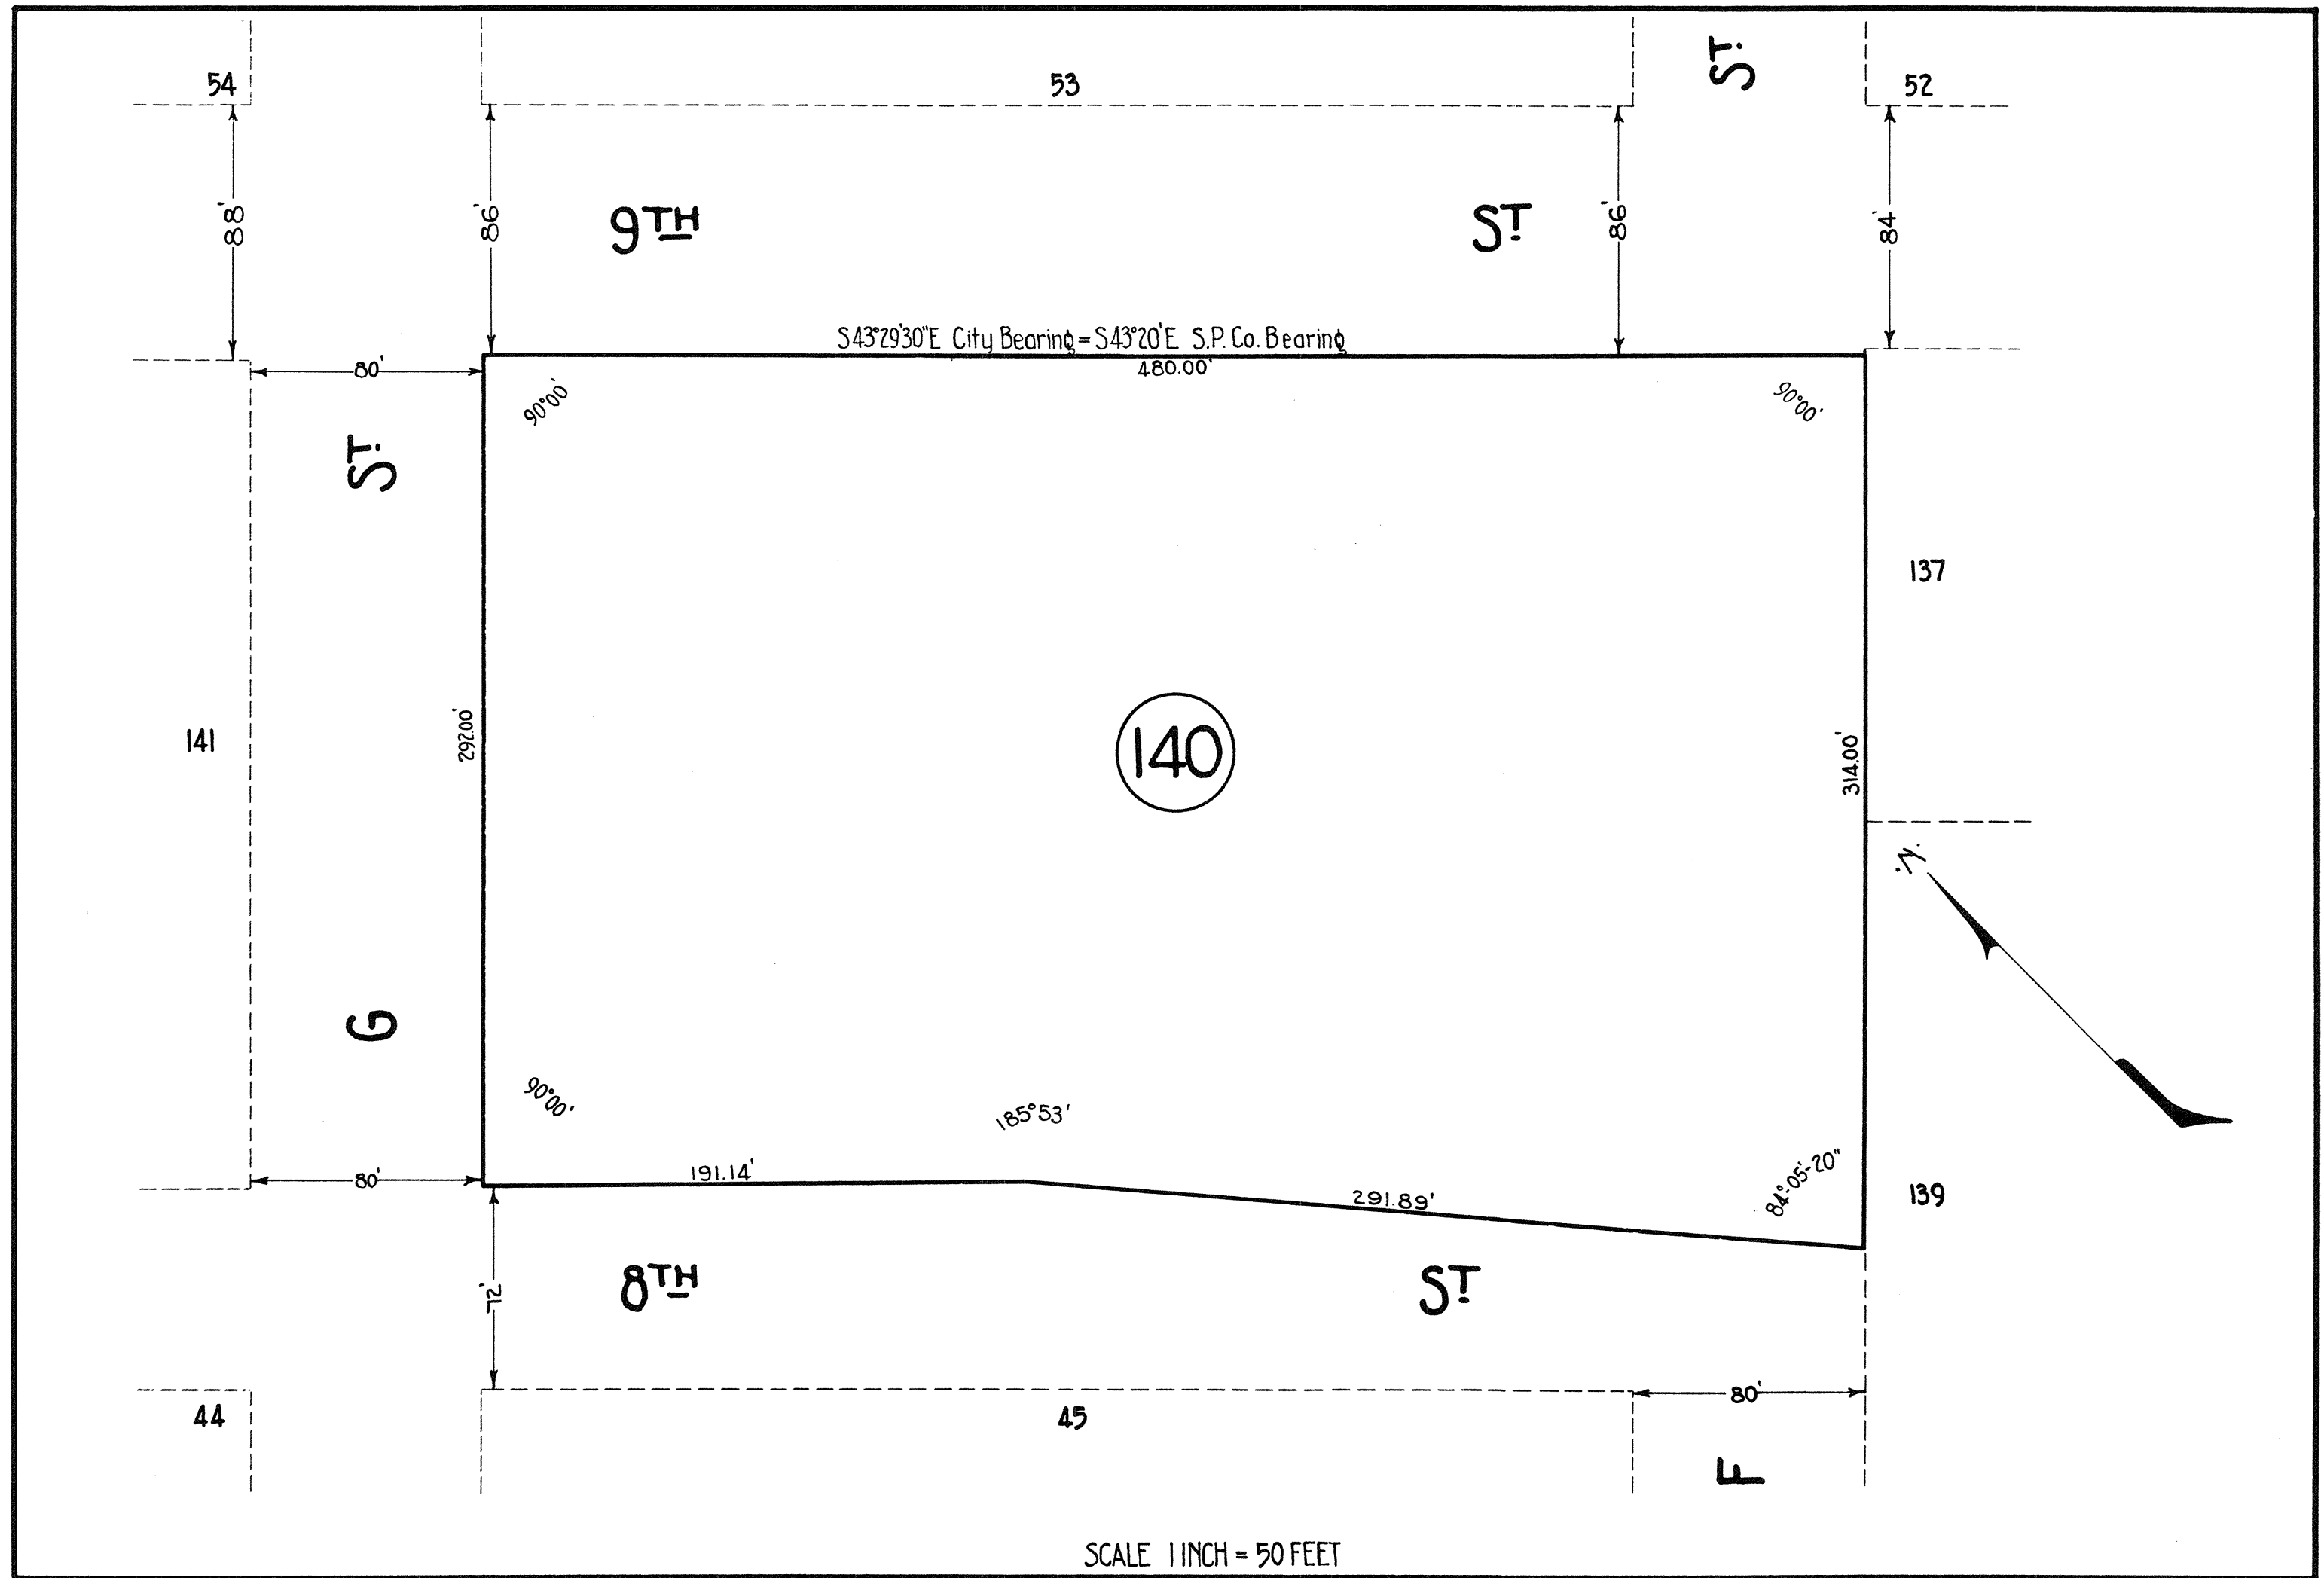 54
53
ST.
52
88'
86'
9TH
ST.
86'
84'
S43°29'30"E City Bearing = S43°20'E S.P. Co. Bearing
480.00'
80'
90°00'
90°00'
ST.
137
141
292.00'
140
314.00'
N.
G
90°00'
185°53'
84°-05'-20"
80'
191.14'
291.89'
139
72'
8TH
ST.
44
45
80'
F
SCALE 1 INCH = 50 FEET